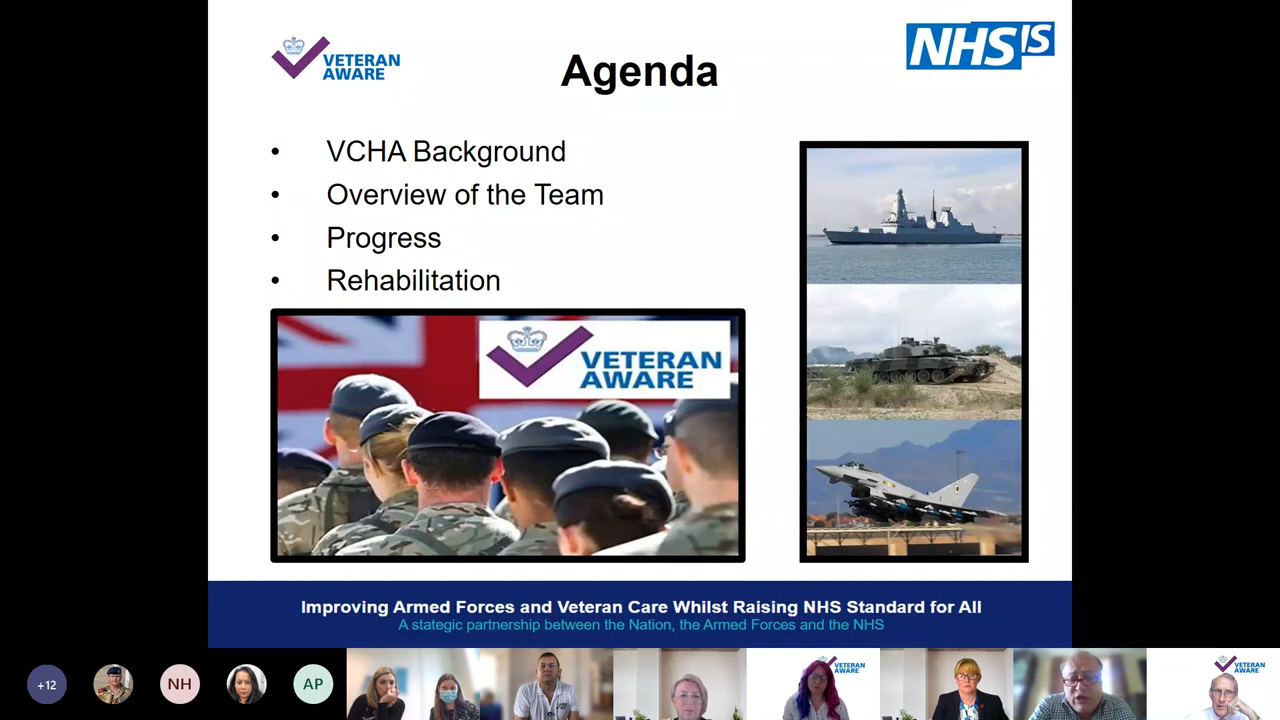 VETERAN
AWARE
Agenda
NHS IS
• VCHA Background
• Overview of the Team
• Progress
• Rehabilitation
VETERAN
AWARE
Improving Armed Forces and Veteran Care Whilst Raising NHS Standard for All
A stategic partnership between the Nation, the Armed Forces and the NHS
+12
NH
AP
VETERAN
AWARE
VETERAN
AWARE